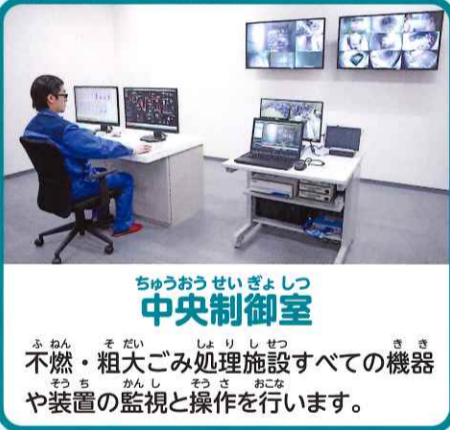 ちゅうおうせいぎょしつ
中央制御室
ふねん そだい しょりしせつ きき
不燃・粗大ごみ処理施設すべての機器
そうち かんし そうさ おこな
や装置の監視と操作を行います。